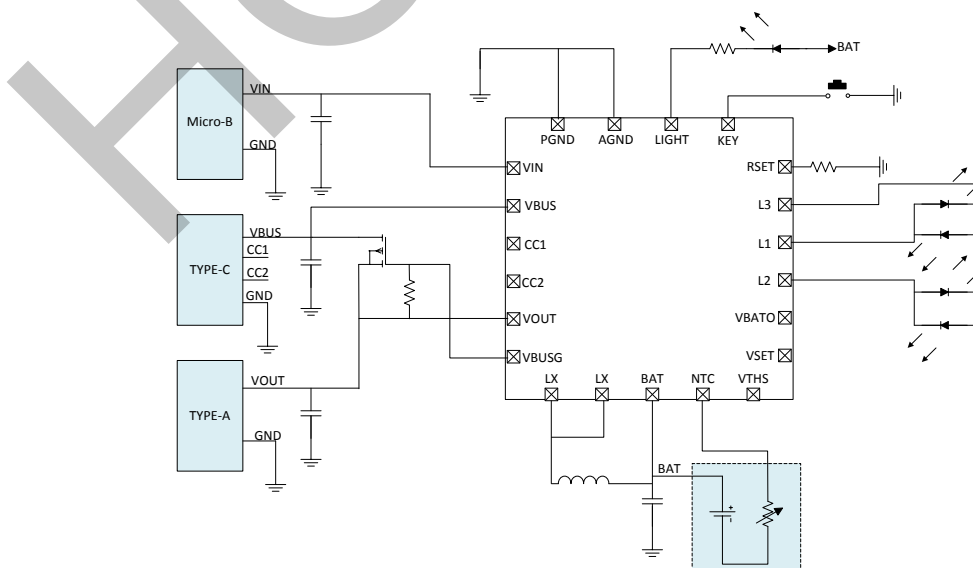 BAT
VIN
Micro-B
GND
PGND
AGND
LIGHT
KEY
VIN
RSET
VBUS
L3
VBUS
CC1
CC1
L1
TYPE-C
CC2
CC2
L2
GND
VOUT
VBATO
VBUSG
VSET
VOUT
LX
LX
BAT
NTC
VTHS
TYPE-A
GND
BAT
+
-